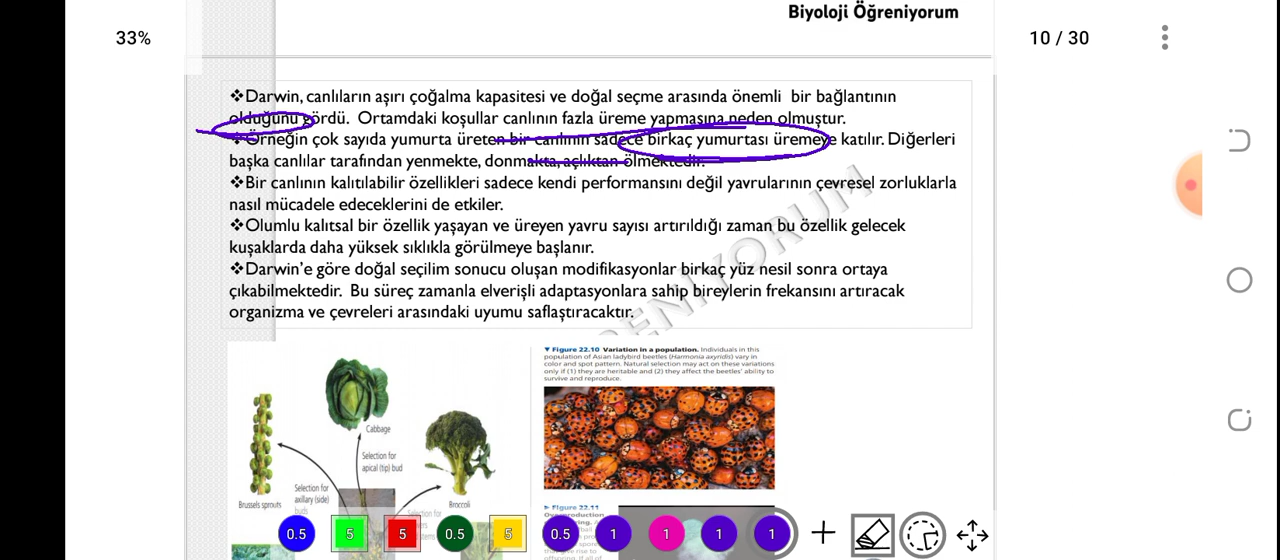 Biyoloji Öğreniyorum
33%
10 / 30
❖Darwin, canlıların aşırı çoğalma kapasitesi ve doğal seçme arasında önemli bir bağlantının
olduğunu gördü. Ortamdaki koşullar canlının fazla üreme yapmasına neden olmuştur.
❖Örneğin çok sayıda yumurta üreten bir canlının sadece birkaç yumurtası üremeye katılır. Diğerleri
başka canlılar tarafından yenmekte, donmakta, açlıktan ölmektedir.
❖Bir canlının kalıtılabilir özellikleri sadece kendi performansını değil yavrularının çevresel zorluklarla
nasıl mücadele edeceklerini de etkiler.
❖Olumlu kalıtsal bir özellik yaşayan ve üreyen yavru sayısı artırıldığı zaman bu özellik gelecek
kuşaklarda daha yüksek sıklıkla görülmeye başlanır.
❖Darwin'e göre doğal seçilim sonucu oluşan modifikasyonlar birkaç yüz nesil sonra ortaya
çıkabilmektedir. Bu süreç zamanla elverişli adaptasyonlara sahip bireylerin frekansını artıracak
organizma ve çevreleri arasındaki uyumu saflaştıracaktır.
ENIYORUM
Cabbage
Selection for
apical (tip) bud
Selection for
axillary (side)
buds
Brussels sprouts
Broccoli
Selection for
▼ Figure 22.10 Variation in a population. Individuals in this
population of Asian ladybird beetles (Harmonia axyridis) vary in
color and spot pattern. Natural selection may act on these variations
only if (1) they are heritable and (2) they affect the beetles' ability to
survive and reproduce.
Figure 22.11
0.5 5 5 0.5 5 0.5 1 1 1 1